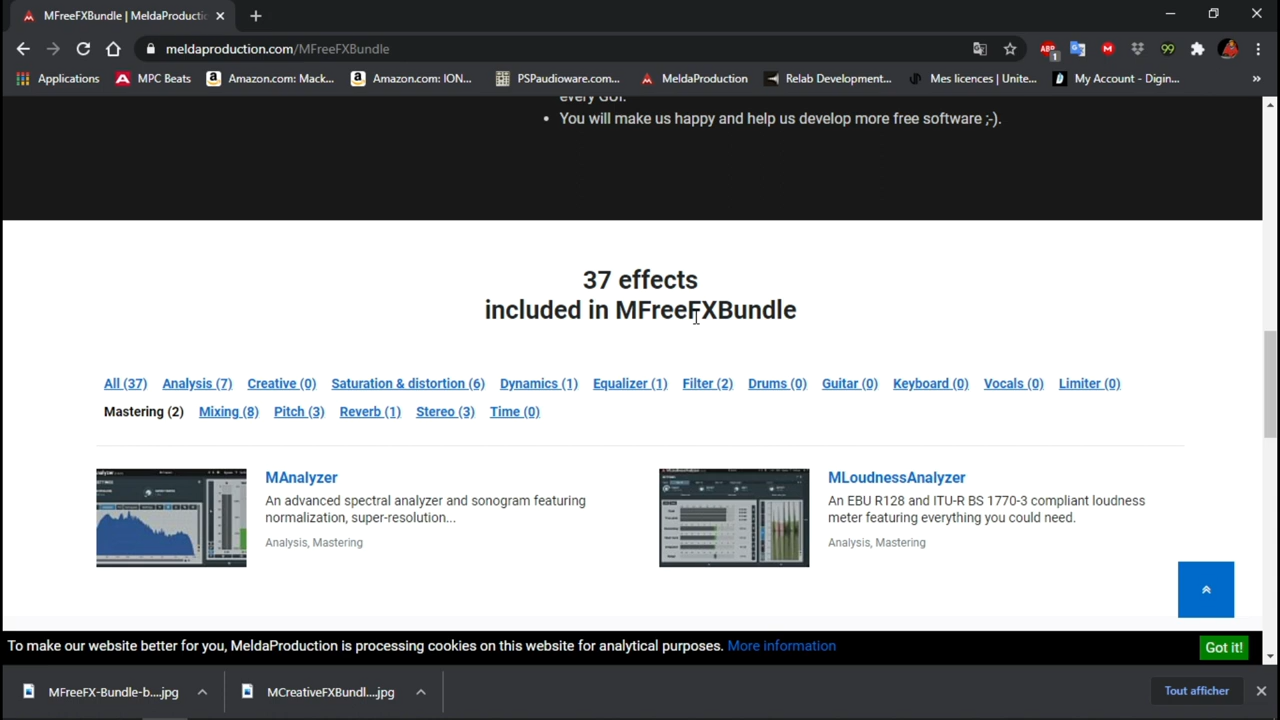 MFreeFXBundle | MeldaProductio
meldaproduction.com/MFreeFXBundle
Applications
MPC Beats
Amazon.com: Mack...
Amazon.com: ION...
PSPaudioware.com...
MeldaProduction
Relab Development...
Mes licences | Unite...
My Account - Digin...
»
every GUI.
• You will make us happy and help us develop more free software ;-).
37 effects
included in MFreeFXBundle
All (37) Analysis (7) Creative (0) Saturation & distortion (6) Dynamics (1) Equalizer (1) Filter (2) Drums (0) Guitar (0) Keyboard (0) Vocals (0) Limiter (0)
Mastering (2) Mixing (8) Pitch (3) Reverb (1) Stereo (3) Time (0)
MAnalyzer
An advanced spectral analyzer and sonogram featuring
normalization, super-resolution...
Analysis, Mastering
MLoudnessAnalyzer
An EBU R128 and ITU-R BS 1770-3 compliant loudness
meter featuring everything you could need.
Analysis, Mastering
To make our website better for you, MeldaProduction is processing cookies on this website for analytical purposes. More information
Got it!
MFreeFX-Bundle-b....jpg
MCreativeFXBundl....jpg
Tout afficher